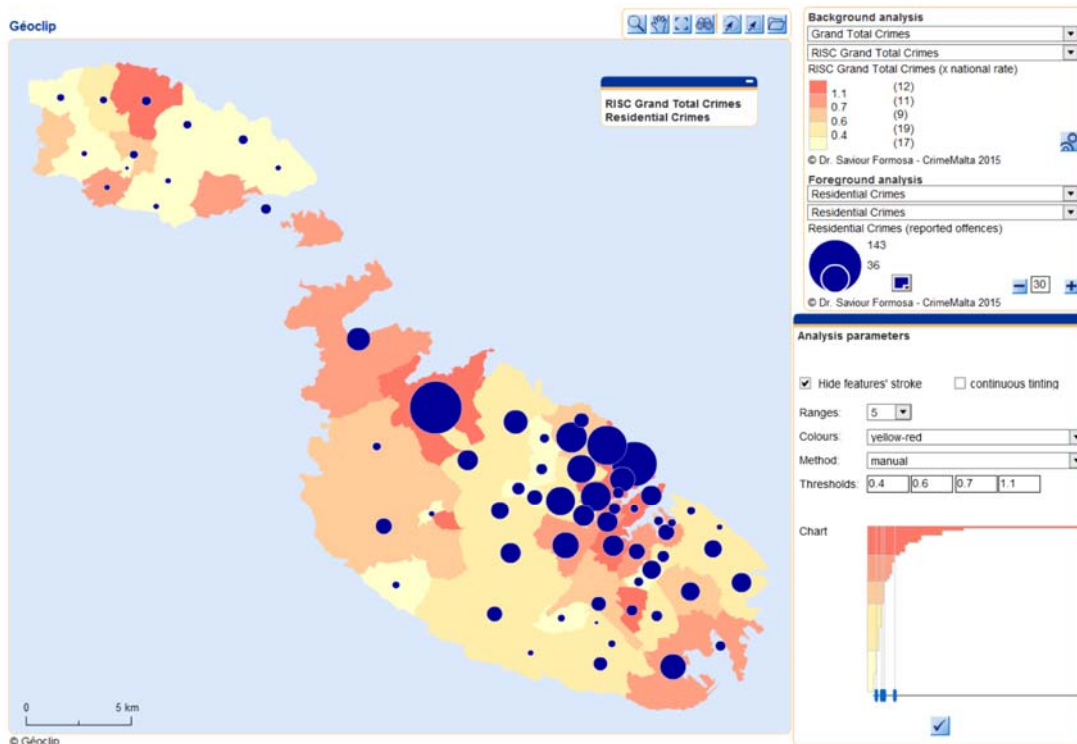 Géoclip
RISC Grand Total Crimes
Residential Crimes
0 5 km
© Géoclip
Background analysis
Grand Total Crimes
RISC Grand Total Crimes
RISC Grand Total Crimes (x national rate)
(12)
1.1
(11)
0.7
(9)
0.6
(19)
0.4
(17)
© Dr. Saviour Formosa - CrimeMalta 2015
Foreground analysis
Residential Crimes
Residential Crimes
Residential Crimes (reported offences)
143
36
30
© Dr. Saviour Formosa - CrimeMalta 2015
Analysis parameters
Hide features' stroke continuous tinting
Ranges: 5
Colours: yellow-red
Method: manual
Thresholds: 0.4 0.6 0.7 1.1
Chart